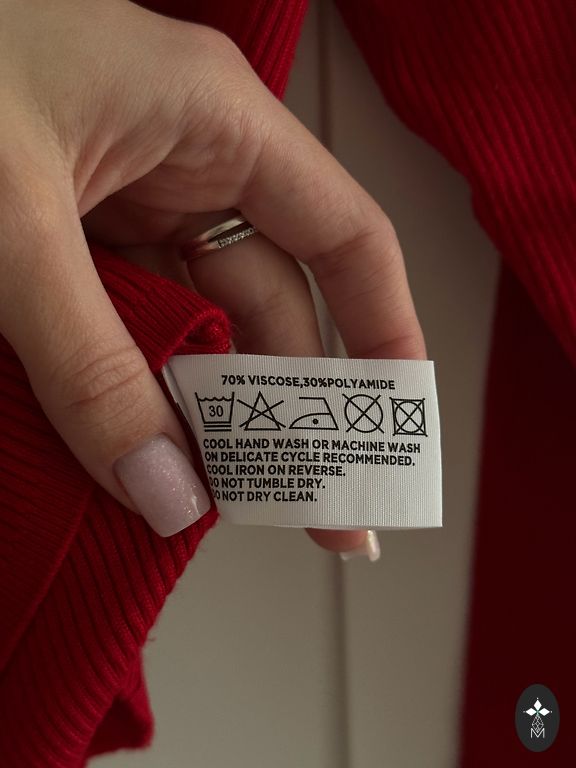 70% VISCOSE,30%POLYAMIDE
30
COOL HAND WASH OR MACHINE WASH
ON DELICATE CYCLE RECOMMENDED.
COOL IRON ON REVERSE.
DO NOT TUMBLE DRY.
DO NOT DRY CLEAN.
M